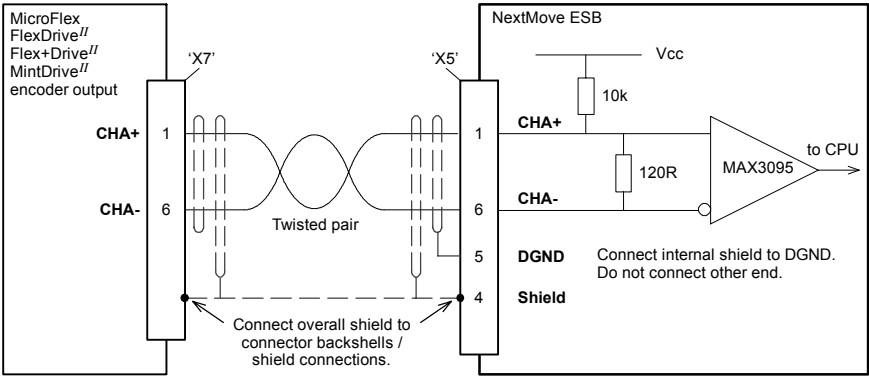 MicroFlex
FlexDrive II
Flex+Drive II
MintDrive II
encoder output
'X7'
'X5'
NextMove ESB
Vcc
10k
CHA+
1
1
CHA+
120R
MAX3095
to CPU
CHA-
6
6
CHA-
Twisted pair
5
DGND
4
Shield
Connect internal shield to DGND.
Do not connect other end.
Connect overall shield to
connector backshells /
shield connections.